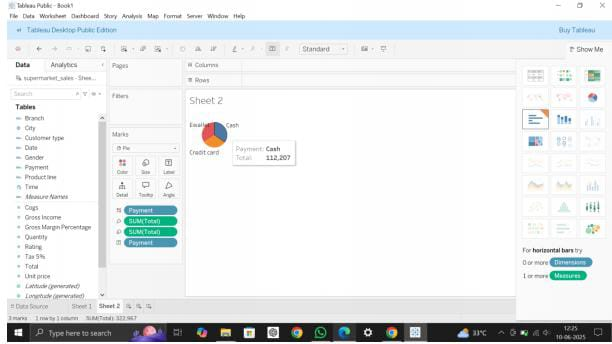 Tableau Public - Book1
File Data Worksheet Dashboard Story Analysis Map Format Server Window Help
Tableau Desktop Public Edition
Buy Tableau
Standard
Show Me
Data Analytics
Pages
Columns
Rows
supermarket_sales - Shee...
Search
Filters
Sheet 2
Tables
Branch
City
Customer type
Date
Gender
Payment
Product line
Time
Measure Names
Cogs
Gross Income
Gross Margin Percentage
Quantity
Rating
Tax 5%
Total
Unit price
Latitude (generated)
Longitude (generated)
Marks
Pie
Color Size Label
Detail Tooltip Angle
Payment
SUM(Total)
SUM(Total)
Payment
Ewallet Cash
Credit card
Payment: Cash
Total: 112,207
For horizontal bars try
0 or more Dimensions
1 or more Measures
Data Source Sheet 1 Sheet 2
3 marks 1 row by 1 column SUM(Total): 322,967
Type here to search
33°C
12:25
10-06-2025